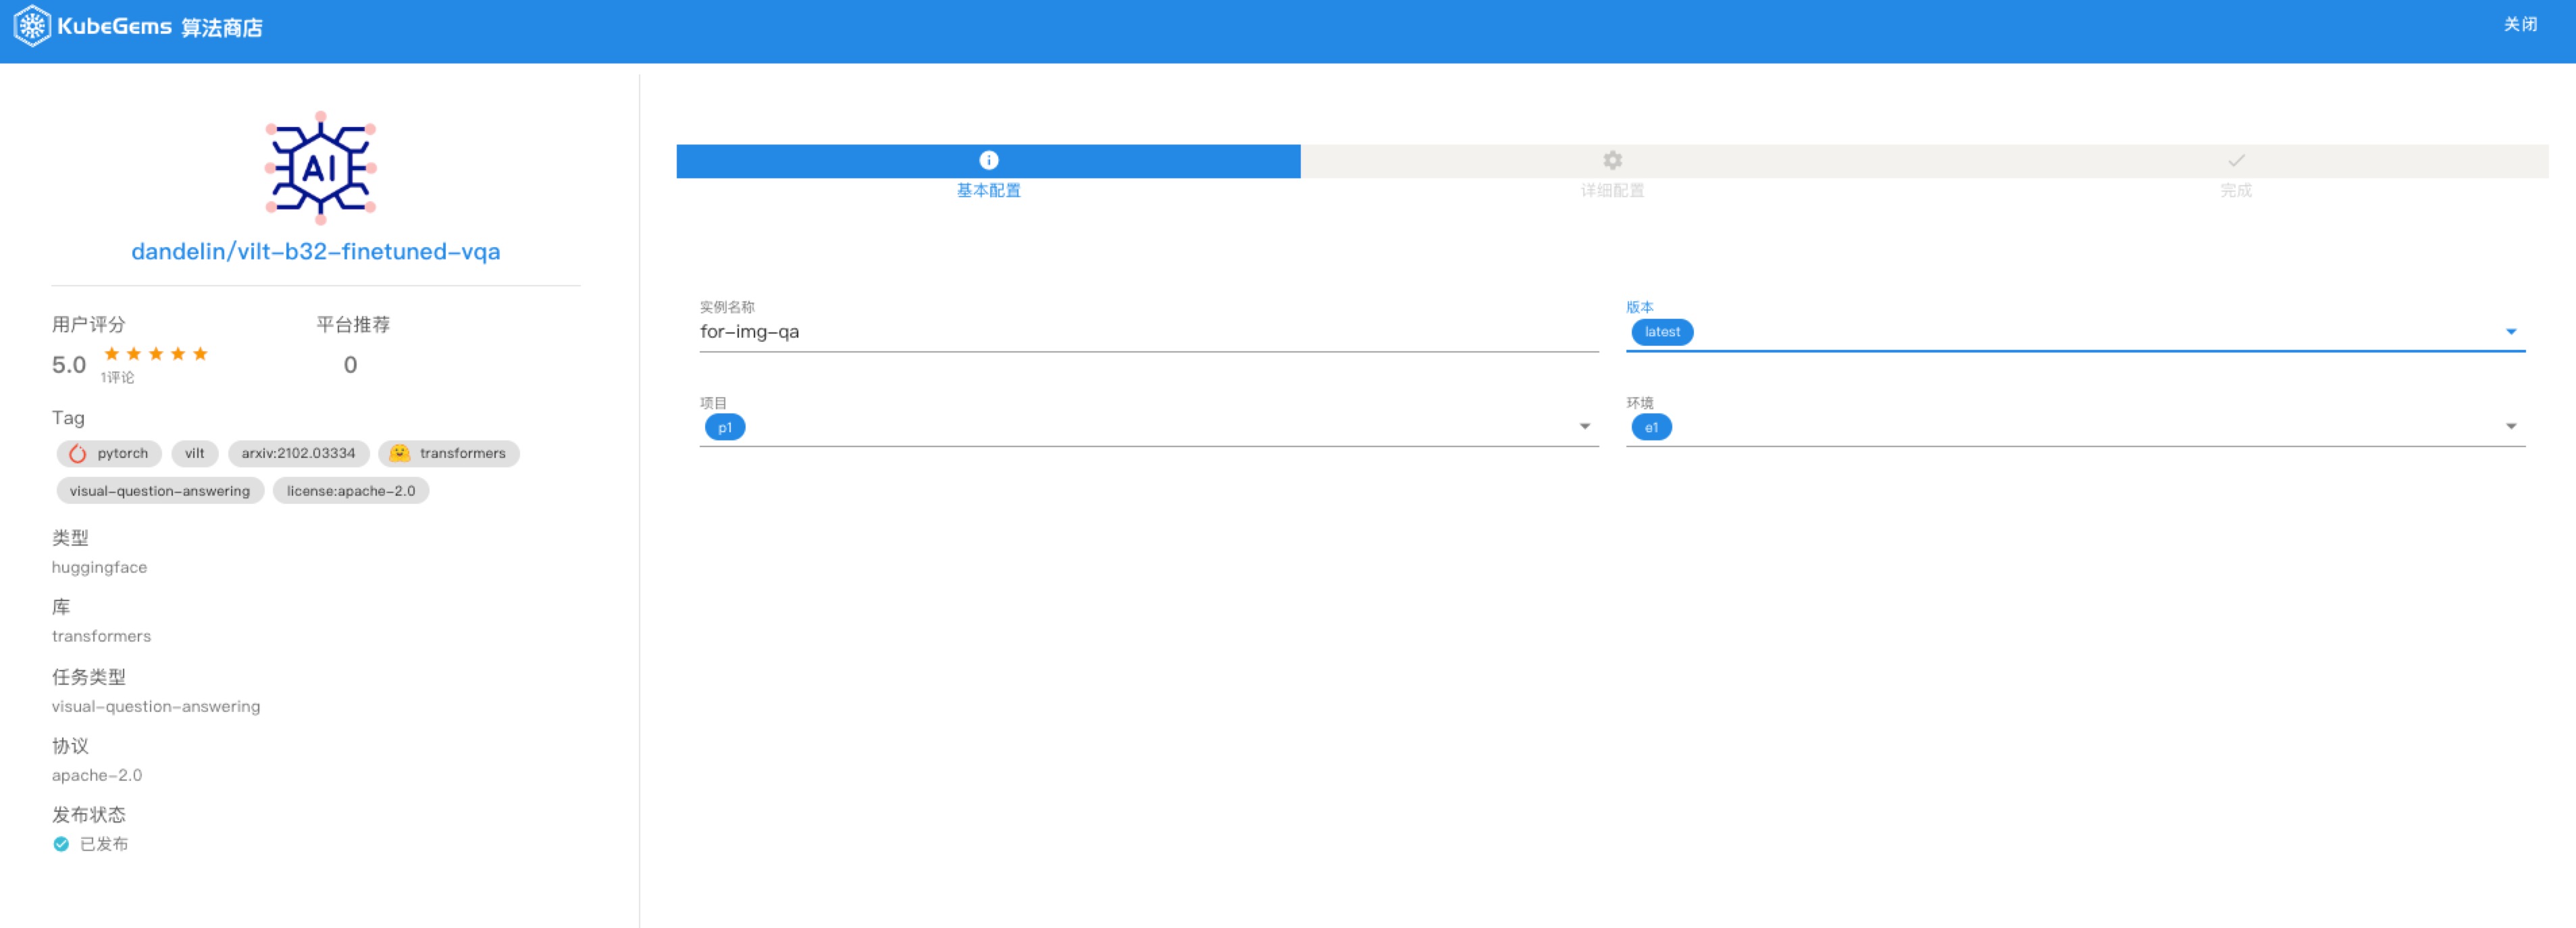 KubeGems 算法商店
关闭
AI
dandelin/vilt-b32-finetuned-vqa
用户评分 平台推荐
5.0 1评论 0
Tag
pytorch vilt arxiv:2102.03334 transformers
visual-question-answering license:apache-2.0
类型
huggingface
库
transformers
任务类型
visual-question-answering
协议
apache-2.0
发布状态
已发布
基本配置 详细配置 完成
实例名称 版本
for-img-qa latest
项目 环境
p1 e1